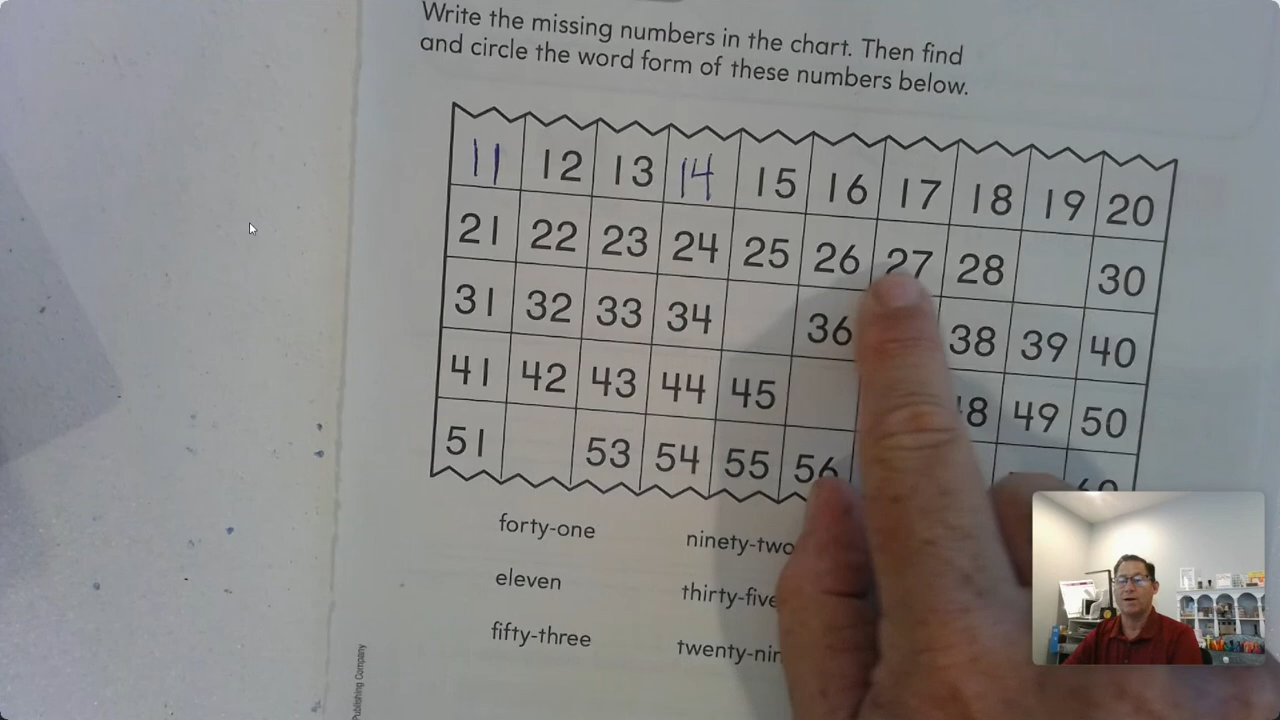 Write the missing numbers in the chart. Then find
and circle the word form of these numbers below.
11 12 13 14 15 16 17 18 19 20
21 22 23 24 25 26 27 28 30
31 32 33 34 36 38 39 40
41 42 43 44 45 49 50
51 53 54 55 56
forty-one ninety-two
eleven thirty-five
fifty-three
Publishing Company